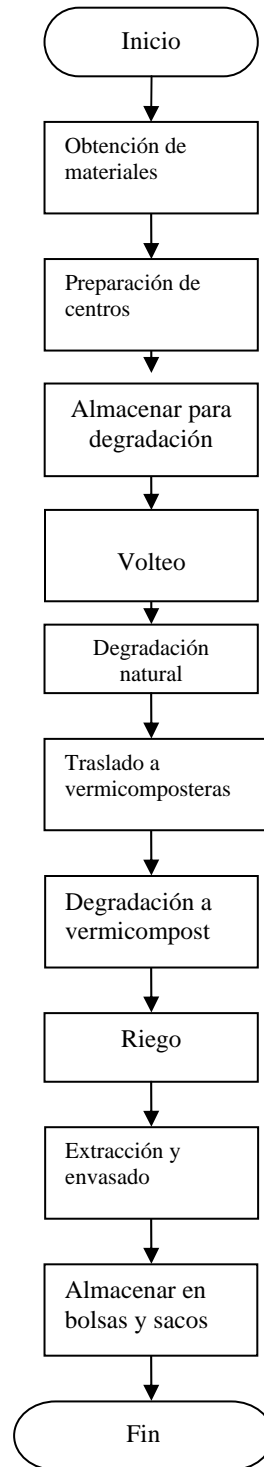 Inicio
Obtención de
materiales
Preparación de
centros
Almacenar para
degradación
Volteo
Degradación
natural
Traslado a
vermicomposteras
Degradación a
vermicompost
Riego
Extracción y
envasado
Almacenar en
bolsas y sacos
Fin